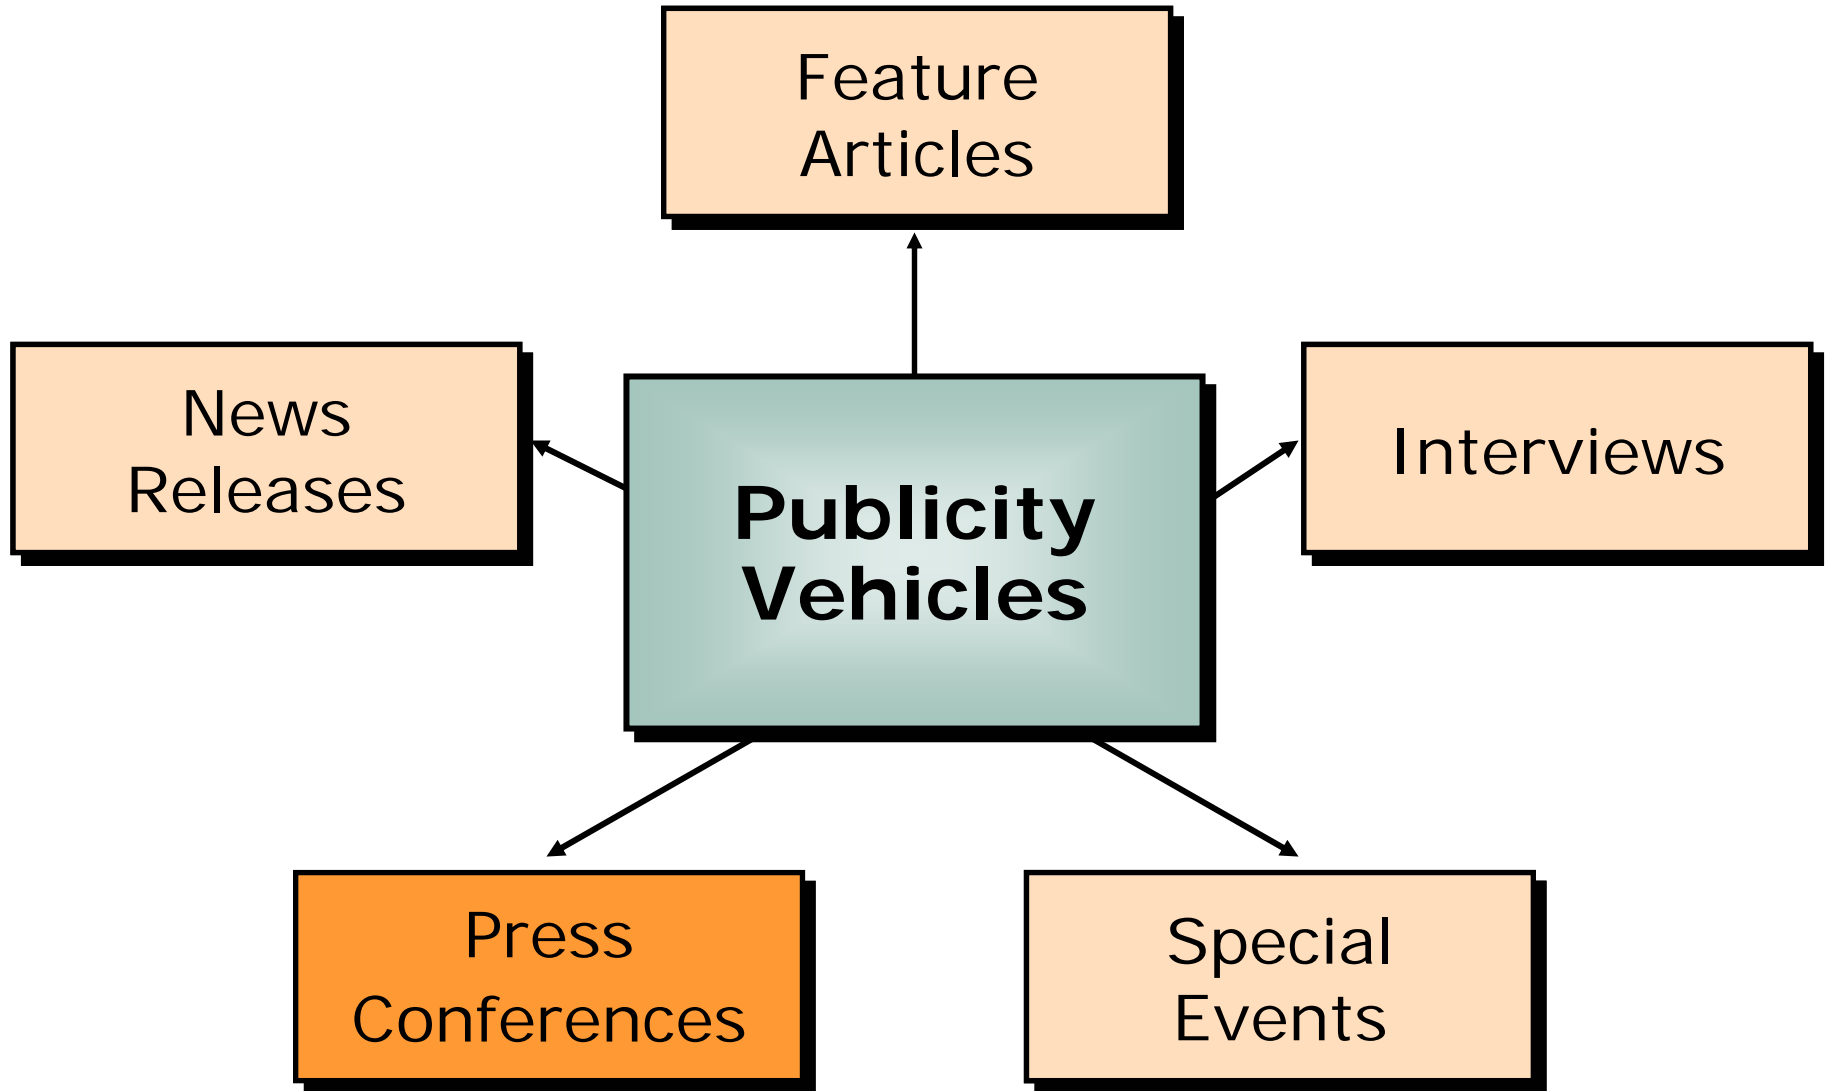 Feature
Articles
News
Releases
Interviews
Publicity
Vehicles
Press
Conferences
Special
Events